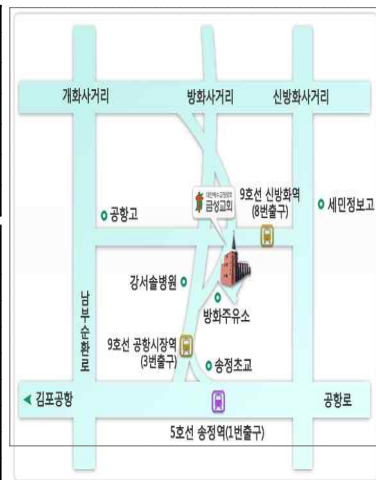 개화사거리
방화사거리
신방화사거리
금성교회
9호선 신방화역
(8번출구)
공항고
세민정보고
강서솔병원
방화주유소
남부순환로
9호선 공항시장역
(3번출구)
송정초교
김포공항
공항로
5호선 송정역(1번출구)